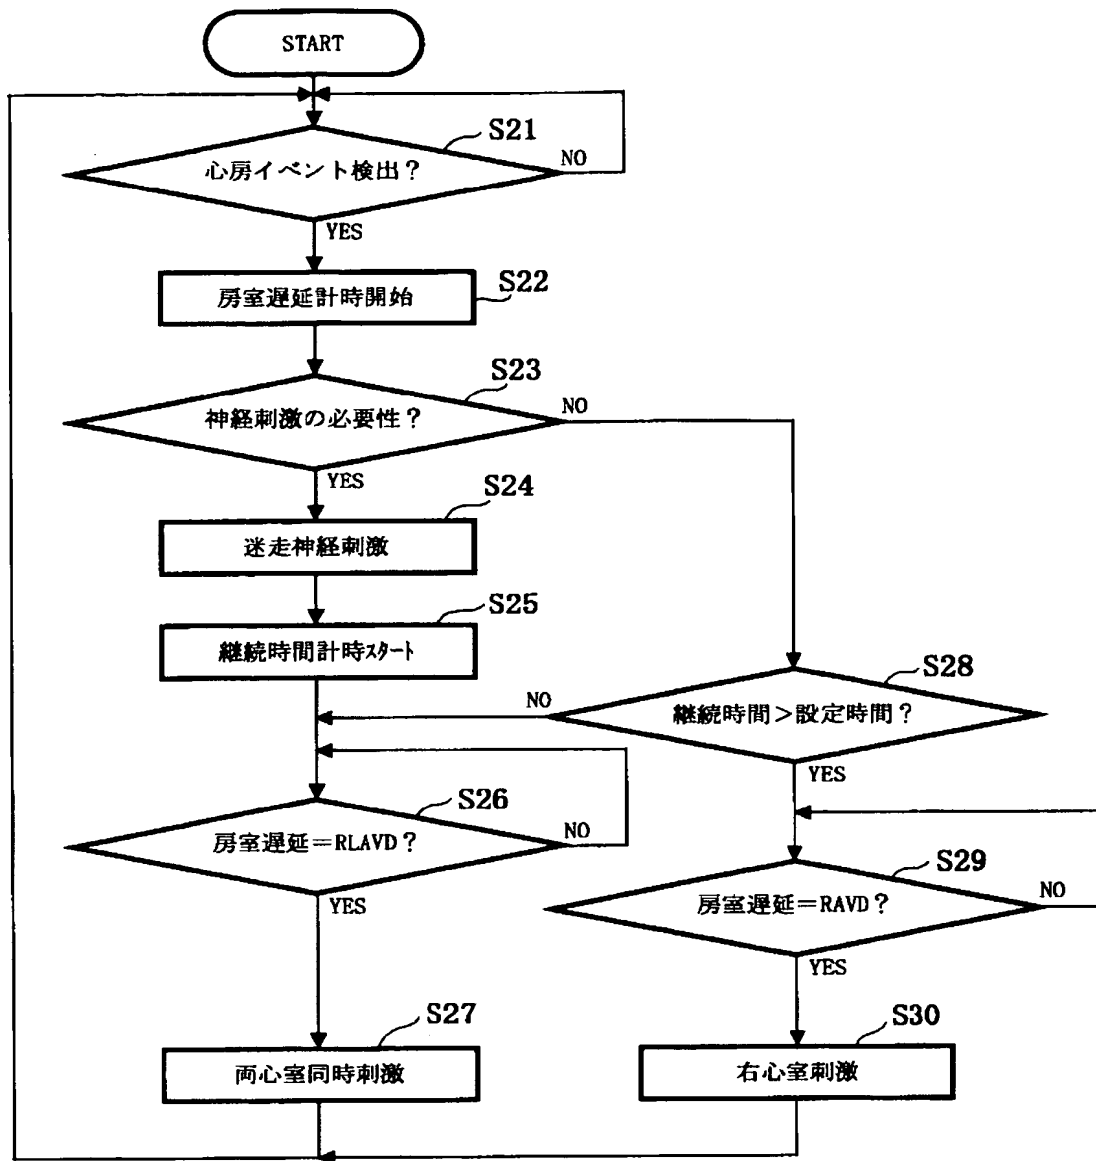 START
S21
心房イベント検出?
NO
YES
S22
房室遅延計時開始
S23
神経刺激の必要性?
NO
YES
S24
迷走神経刺激
S25
継続時間計時ｽﾀｰﾄ
S28
継続時間>設定時間?
NO
YES
S26
房室遅延=RLAVD?
NO
YES
S29
房室遅延=RAVD?
NO
YES
S27
両心室同時刺激
S30
右心室刺激